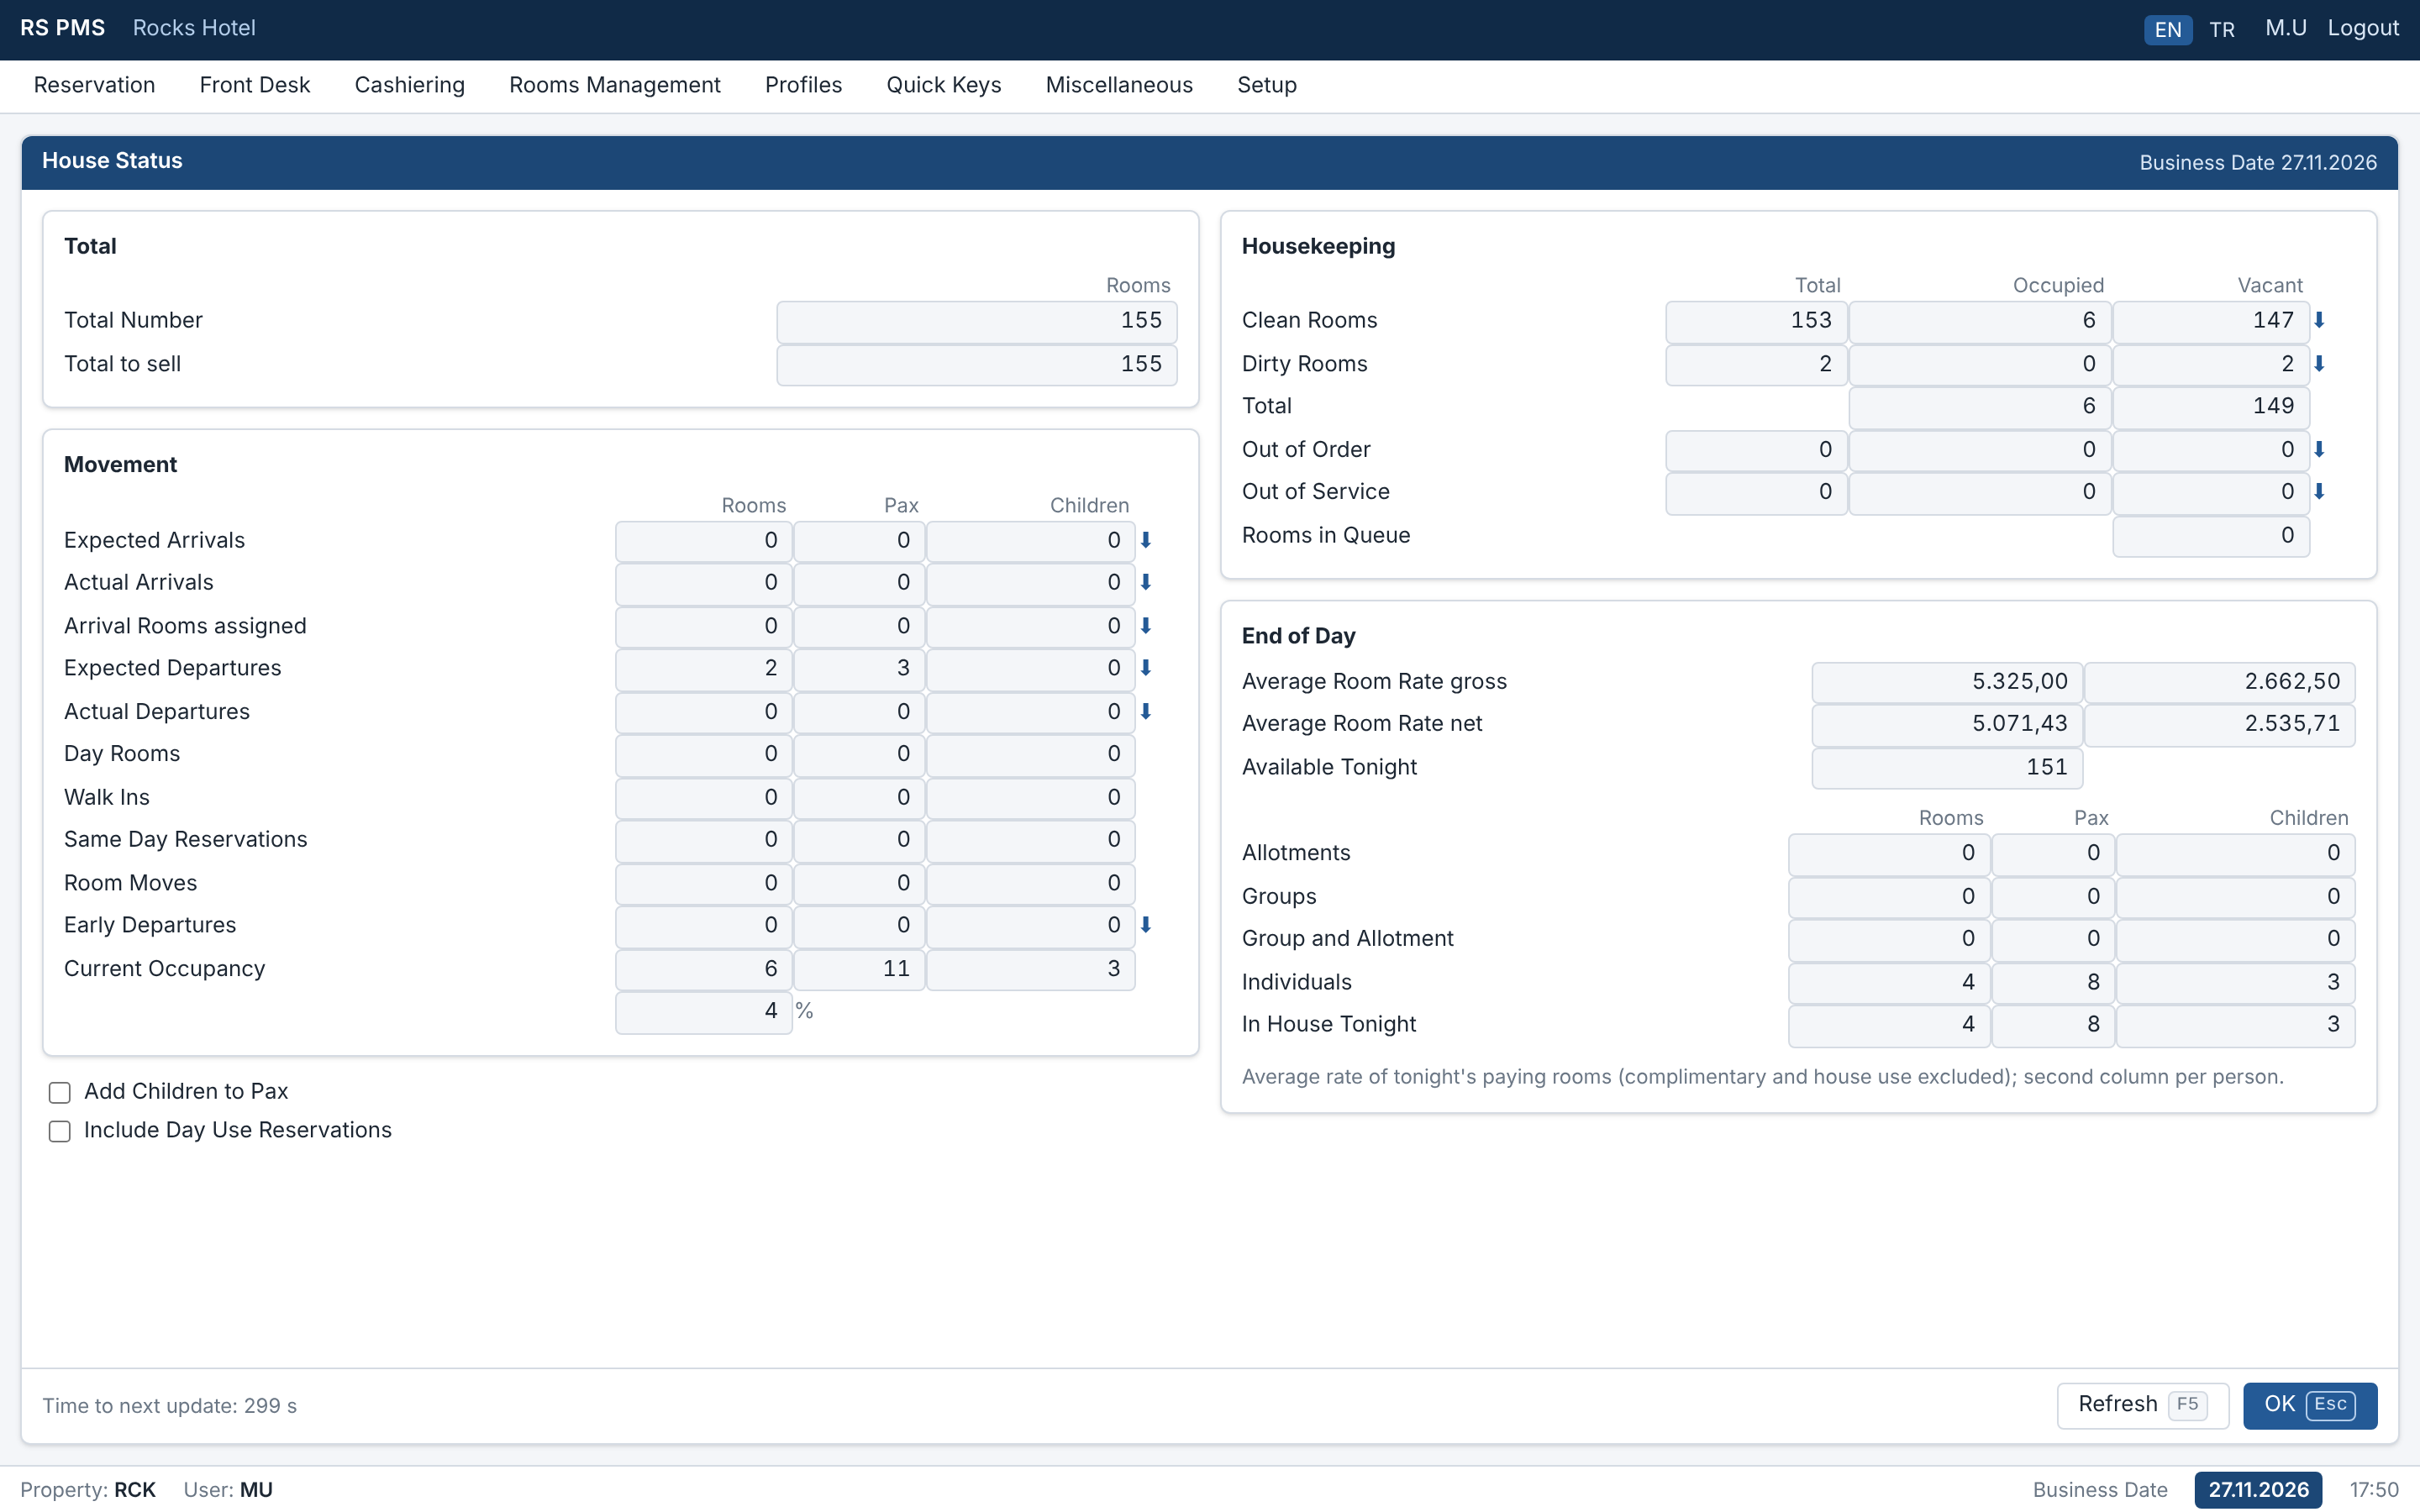 RS PMS Rocks Hotel EN TR M.U Logout
Reservation Front Desk Cashiering Rooms Management Profiles Quick Keys Miscellaneous Setup
House Status Business Date 27.11.2026
Total
Rooms
Total Number 155
Total to sell 155
Movement
Rooms Pax Children
Expected Arrivals 0 0 0 ⬇
Actual Arrivals 0 0 0 ⬇
Arrival Rooms assigned 0 0 0 ⬇
Expected Departures 2 3 0 ⬇
Actual Departures 0 0 0 ⬇
Day Rooms 0 0 0
Walk Ins 0 0 0
Same Day Reservations 0 0 0
Room Moves 0 0 0
Early Departures 0 0 0 ⬇
Current Occupancy 6 11 3
4 %
Add Children to Pax
Include Day Use Reservations
Housekeeping
Total Occupied Vacant
Clean Rooms 153 6 147 ⬇
Dirty Rooms 2 0 2 ⬇
Total 6 149
Out of Order 0 0 0 ⬇
Out of Service 0 0 0 ⬇
Rooms in Queue 0
End of Day
Average Room Rate gross 5.325,00 2.662,50
Average Room Rate net 5.071,43 2.535,71
Available Tonight 151
Rooms Pax Children
Allotments 0 0 0
Groups 0 0 0
Group and Allotment 0 0 0
Individuals 4 8 3
In House Tonight 4 8 3
Average rate of tonight's paying rooms (complimentary and house use excluded); second column per person.
Time to next update: 299 s Refresh F5 OK Esc
Property: RCK User: MU Business Date 27.11.2026 17:50